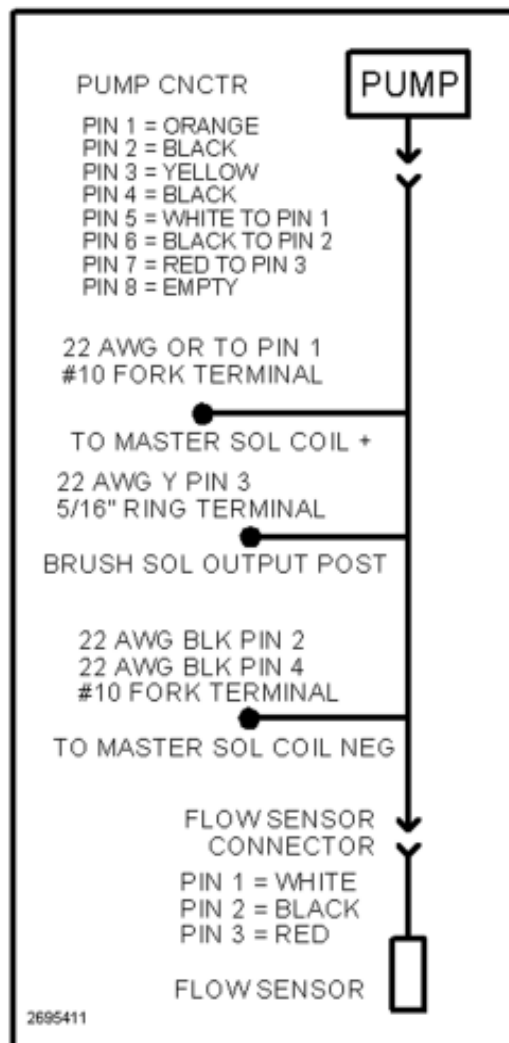 PUMP CNCTR
PUMP
PIN 1 = ORANGE
PIN 2 = BLACK
PIN 3 = YELLOW
PIN 4 = BLACK
PIN 5 = WHITE TO PIN 1
PIN 6 = BLACK TO PIN 2
PIN 7 = RED TO PIN 3
PIN 8 = EMPTY
22 AWG OR TO PIN 1
#10 FORK TERMINAL
TO MASTER SOL COIL +
22 AWG Y PIN 3
5/16" RING TERMINAL
BRUSH SOL OUTPUT POST
22 AWG BLK PIN 2
22 AWG BLK PIN 4
#10 FORK TERMINAL
TO MASTER SOL COIL NEG
FLOW SENSOR
CONNECTOR
PIN 1 = WHITE
PIN 2 = BLACK
PIN 3 = RED
FLOW SENSOR
2695411